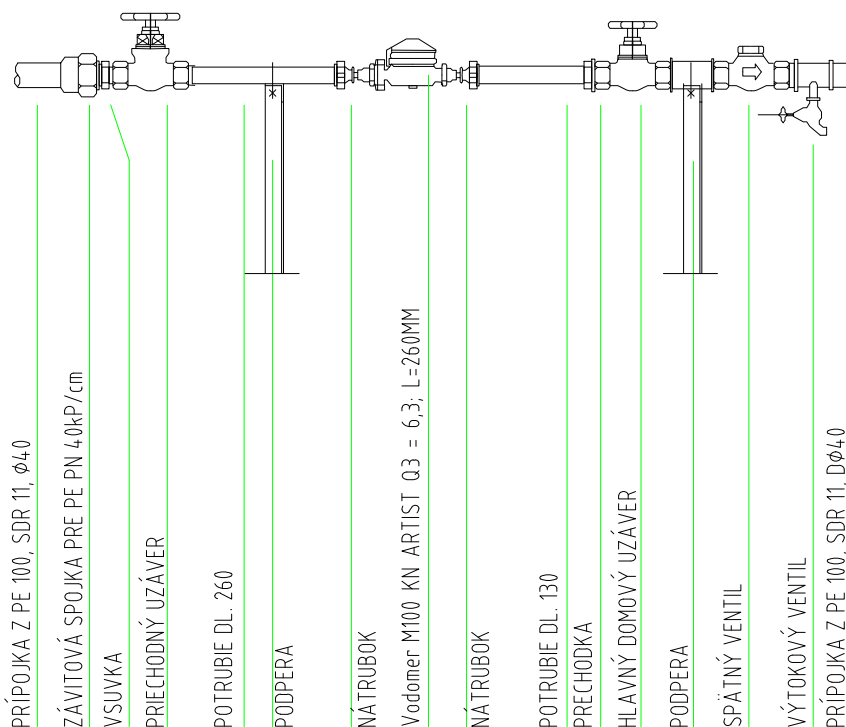 PRÍPOJKA Z PE 100, SDR 11, ϕ40
ZÁVITOVÁ SPOJKA PRE PE PN 40kP/cm
VSUVKA
PRIECHODNÝ UZÁVER
POTRUBIE DL. 260
PODPERA
NÁTRUBOK
Vodomer M100 KN ARTIST Q3 = 6,3; L=260MM
NÁTRUBOK
POTRUBIE DL. 130
PRECHODKA
HLAVNÝ DOMOVÝ UZÁVER
PODPERA
SPÄTNÝ VENTIL
VÝTOKOVÝ VENTIL
PRÍPOJKA Z PE 100, SDR 11, Dϕ40